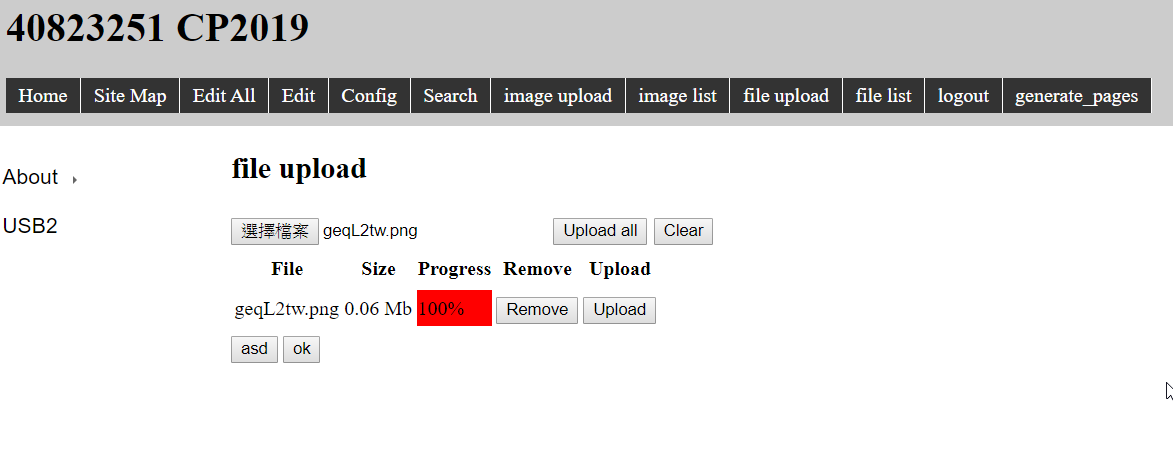 40823251 CP2019
Home Site Map Edit All Edit Config Search image upload image list file upload file list logout generate_pages
About
USB2
file upload
選擇檔案 geqL2tw.png Upload all Clear
File Size Progress Remove Upload
geqL2tw.png 0.06 Mb 100% Remove Upload
asd ok